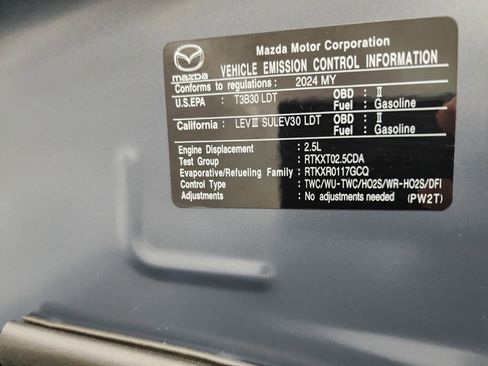 Mazda Motor Corporation
mazda
VEHICLE EMISSION CONTROL INFORMATION
Conforms to regulations: 2024 MY
U.S.EPA : T3B30 LDT OBD : II
Fuel : Gasoline
California : LEVIII SULEV30 LDT OBD : II
Fuel : Gasoline
Engine Displacement : 2.5L
Test Group : RTKXT02.5CDA
Evaporative/Refueling Family : RTKXR0117GCQ
Control Type : TWC/WU-TWC/HO2S/WR-HO2S/DFI
Adjustments : No adjustments needed (PW2T)